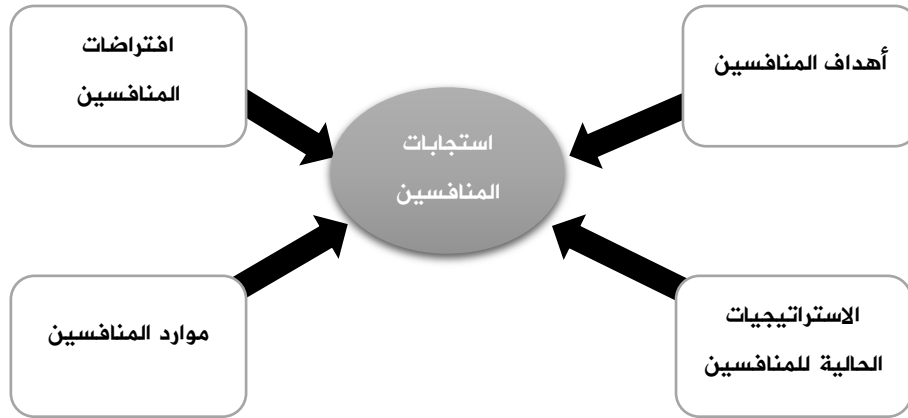 أهداف المنافسين
افتراضات
المنافسين
استجابات
المنافسين
الاستراتيجيات
الحالية للمنافسين
موارد المنافسين